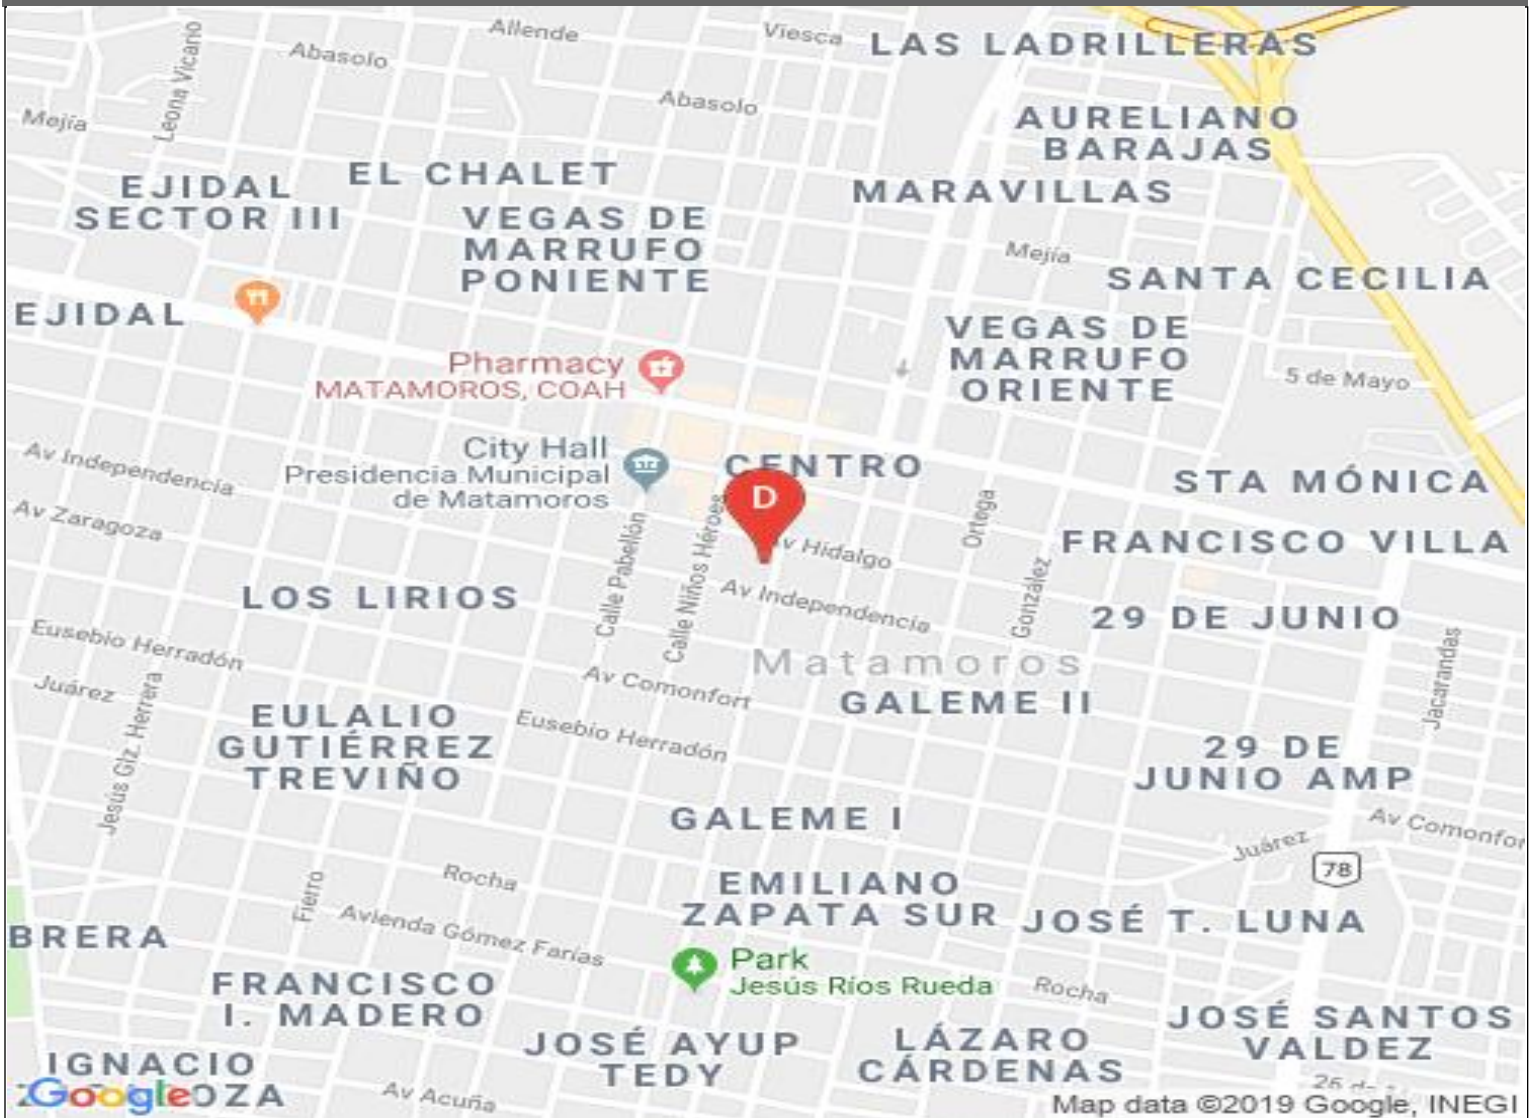 Allende
Viesca
LAS LADRILLERAS
Leona Vicario
Abasolo
Abasolo
Mejía
AURELIANO
BARAJAS
EJIDAL
SECTOR III
EL CHALET
MARAVILLAS
VEGAS DE
MARRUFO
PONIENTE
Mejía
SANTA CECILIA
EJIDAL
VEGAS DE
MARRUFO
ORIENTE
Pharmacy
MATAMOROS, COAH
5 de Mayo
City Hall
Presidencia Municipal
de Matamoros
CENTRO
Av Independencia
STA MÓNICA
D
Av Zaragoza
Calle Pabellón
Calle Niños Héroes
Av Hidalgo
Ortega
FRANCISCO VILLA
LOS LIRIOS
Av Independencia
González
29 DE JUNIO
Eusebio Herradón
Matamoros
Jacarandas
Juárez
Jesús Glz. Herrera
Av Comonfort
GALEME II
EULALIO
GUTIÉRREZ
TREVIÑO
Eusebio Herradón
29 DE
JUNIO AMP
GALEME I
Av Comonfor
Juárez
78
Rocha
Fierro
EMILIANO
ZAPATA SUR
JOSÉ T. LUNA
Avienda Gómez Farías
BRERA
Park
Jesús Ríos Rueda
FRANCISCO
I. MADERO
Rocha
JOSÉ SANTOS
VALDEZ
JOSÉ AYUP
TEDY
LÁZARO
CÁRDENAS
IGNACIO
OZA
Google
Av Acuña
26 de
Map data ©2019 Google, INEGI